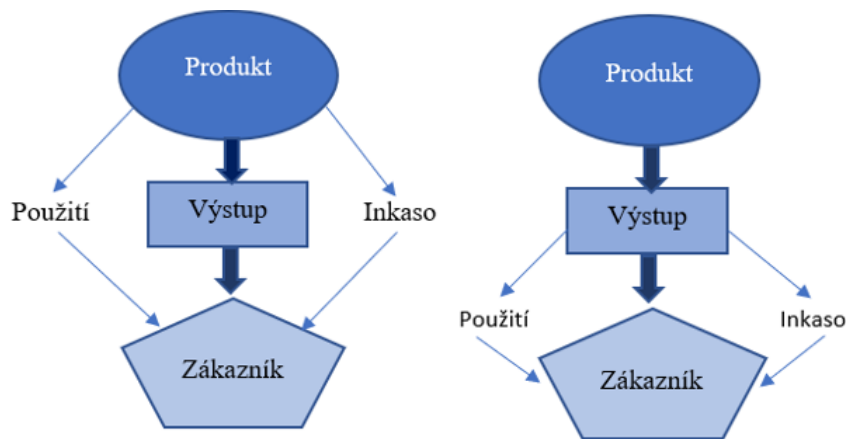 Produkt
Použití
Výstup
Inkaso
Zákazník
Produkt
Výstup
Použití
Inkaso
Zákazník